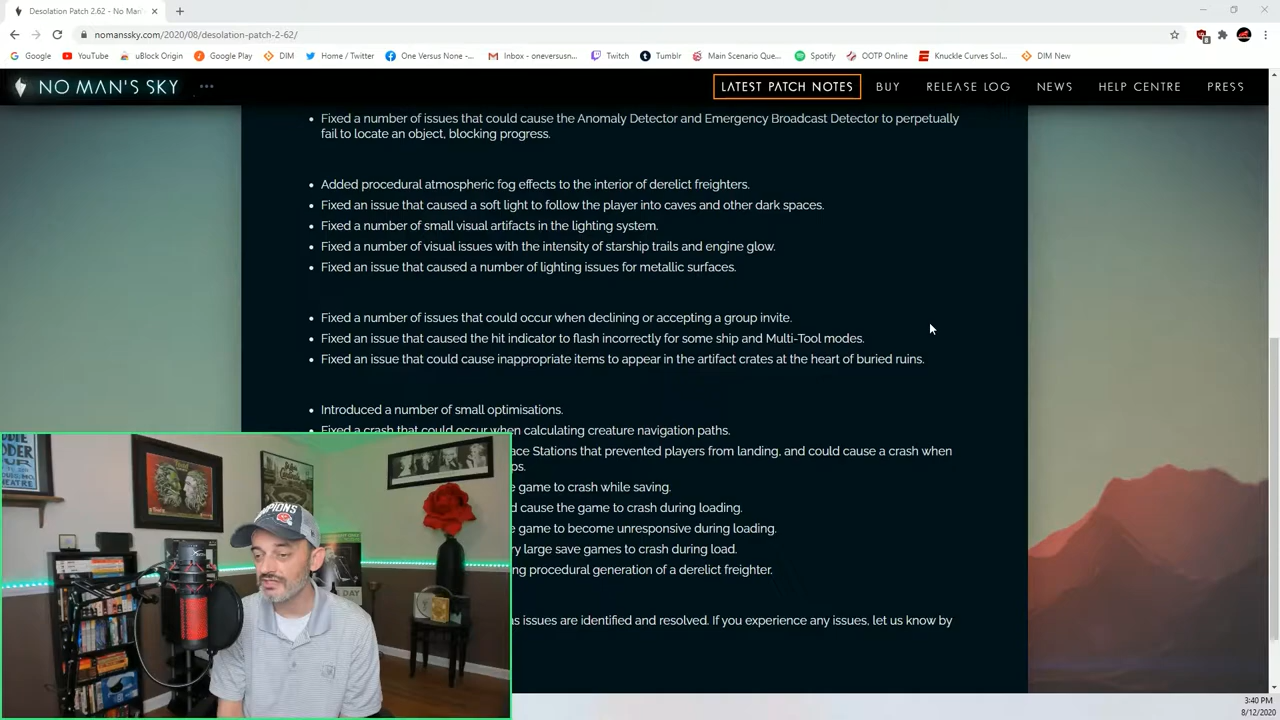 Desolation Patch 2.62 - No Man's
nomanssky.com/2020/08/desolation-patch-2-62/
Google YouTube uBlock Origin Google Play DIM Home / Twitter One Versus None -... Inbox - oneversusn... Twitch Tumblr Main Scenario Que... Spotify OOTP Online Knuckle Curves Sol... DIM New
NO MAN'S SKY ••• LATEST PATCH NOTES BUY RELEASE LOG NEWS HELP CENTRE PRESS
• Fixed a number of issues that could cause the Anomaly Detector and Emergency Broadcast Detector to perpetually
fail to locate an object, blocking progress.
• Added procedural atmospheric fog effects to the interior of derelict freighters.
• Fixed an issue that caused a soft light to follow the player into caves and other dark spaces.
• Fixed a number of small visual artifacts in the lighting system.
• Fixed a number of visual issues with the intensity of starship trails and engine glow.
• Fixed an issue that caused a number of lighting issues for metallic surfaces.
• Fixed a number of issues that could occur when declining or accepting a group invite.
• Fixed an issue that caused the hit indicator to flash incorrectly for some ship and Multi-Tool modes.
• Fixed an issue that could cause inappropriate items to appear in the artifact crates at the heart of buried ruins.
• Introduced a number of small optimisations.
• Fixed a crash that could occur when calculating creature navigation paths.
ace Stations that prevented players from landing, and could cause a crash when
ps.
e game to crash while saving.
d cause the game to crash during loading.
e game to become unresponsive during loading.
ry large save games to crash during load.
ng procedural generation of a derelict freighter.
as issues are identified and resolved. If you experience any issues, let us know by
3:40 PM
8/12/2020